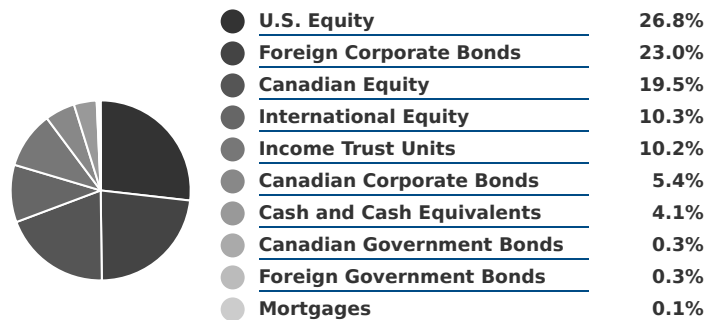 U.S. Equity 26.8%
Foreign Corporate Bonds 23.0%
Canadian Equity 19.5%
International Equity 10.3%
Income Trust Units 10.2%
Canadian Corporate Bonds 5.4%
Cash and Cash Equivalents 4.1%
Canadian Government Bonds 0.3%
Foreign Government Bonds 0.3%
Mortgages 0.1%